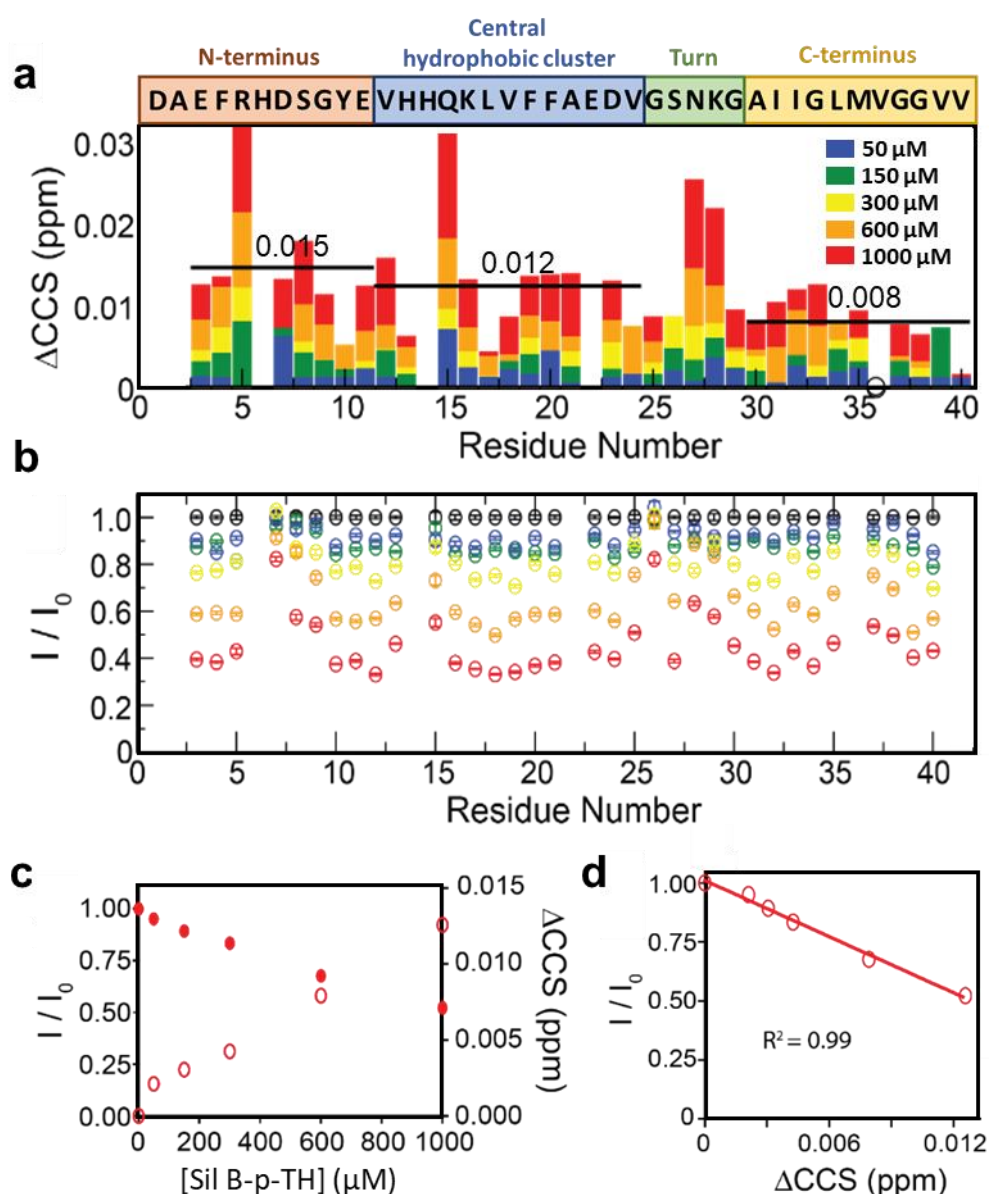 a
N-terminus
Central
hydrophobic cluster
Turn
C-terminus
DAEFRHDSGYEVHHQKLVFFAEDVGSNKGAIIGLMVGGVV
ΔCCS (ppm)
0.03
0.02
0.01
0
0.015
0.012
0.008
50 μM
150 μM
300 μM
600 μM
1000 μM
0 5 10 15 20 25 30 35 40
Residue Number
b
I / I0
1.0
0.8
0.6
0.4
0.2
0
0 5 10 15 20 25 30 35 40
Residue Number
c
I / I0
1.00
0.75
0.50
0.25
0.00
0.015
0.010
0.005
0.000
ΔCCS (ppm)
0 200 400 600 800 1000
[Sil B-p-TH] (μM)
d
I / I0
1.00
0.75
0.50
0.25
0
R² = 0.99
0 0.006 0.012
ΔCCS (ppm)